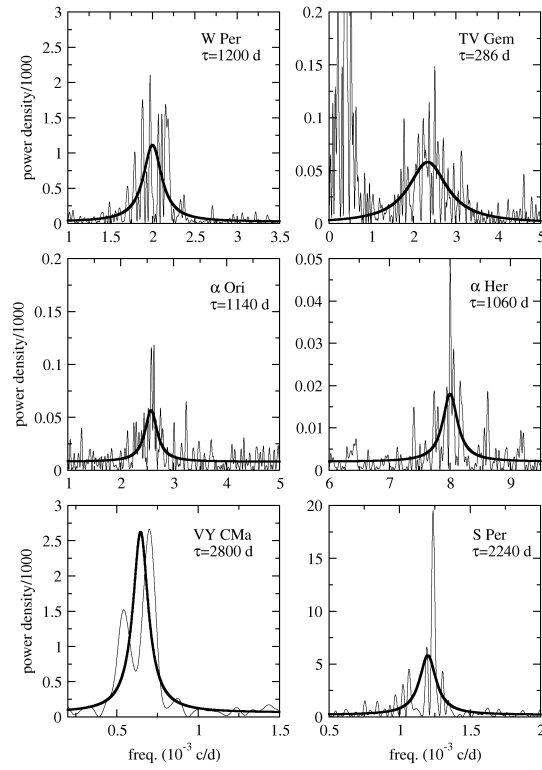 W Per
τ=1200 d
power density/1000
3
2.5
2
1.5
1
0.5
0
1 1.5 2 2.5 3 3.5
TV Gem
τ=286 d
0.2
0.15
0.1
0.05
0
0 1 2 3 4 5
α Ori
τ=1140 d
power density/1000
0.2
0.15
0.1
0.05
0
1 2 3 4 5
α Her
τ=1060 d
0.05
0.04
0.03
0.02
0.01
0
6 7 8 9
VY CMa
τ=2800 d
power density/1000
3
2.5
2
1.5
1
0.5
0
0.5 1 1.5
freq. (10⁻³ c/d)
S Per
τ=2240 d
20
15
10
5
0
0.5 1 1.5 2
freq. (10⁻³ c/d)